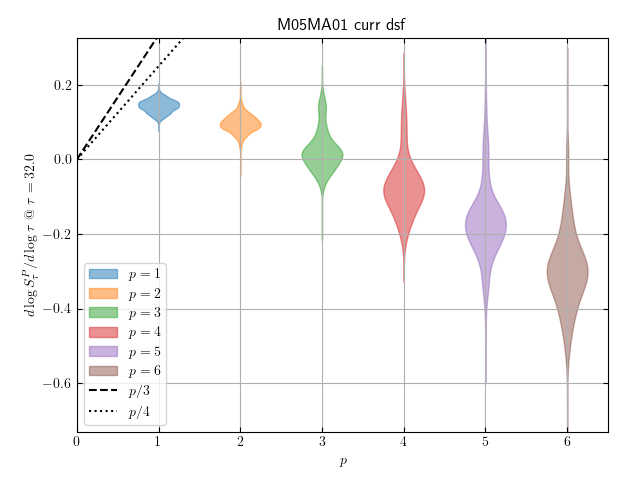 M05MA01 curr dsf
d log S_τ^P / d log τ @ τ = 32.0
0.2
0.0
−0.2
−0.4
−0.6
p = 1
p = 2
p = 3
p = 4
p = 5
p = 6
p/3
p/4
0 1 2 3 4 5 6
p